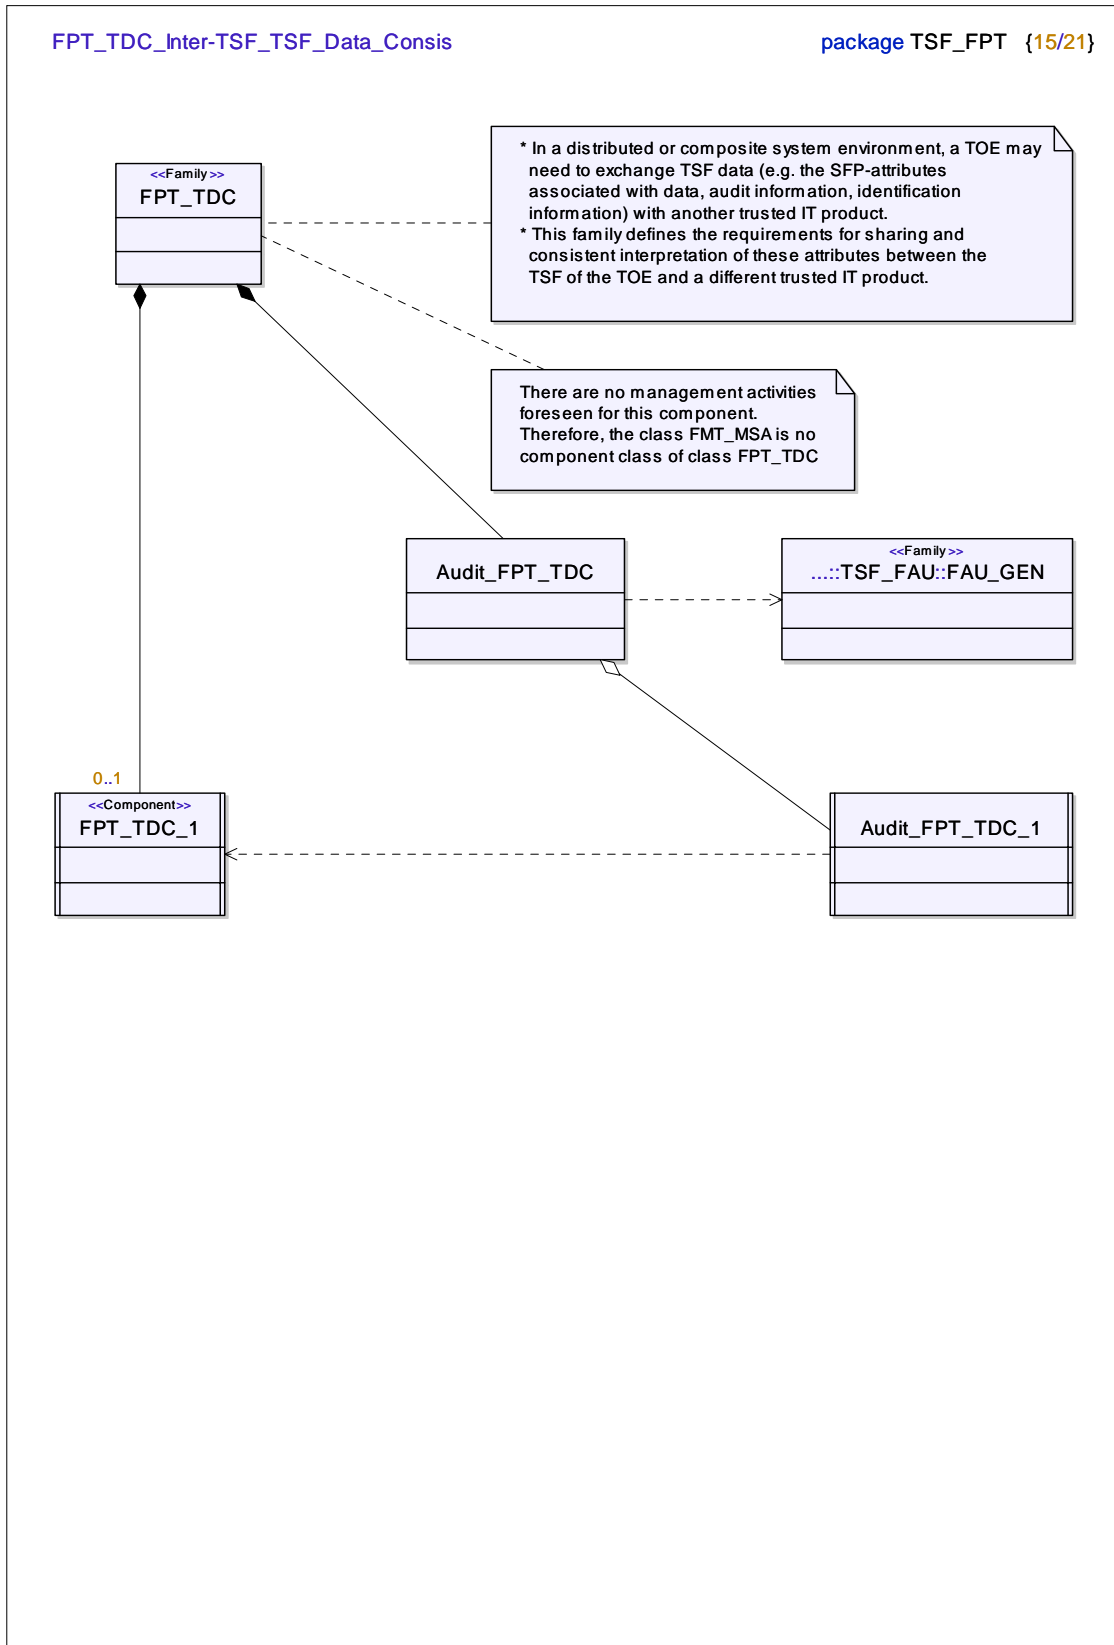 FPT_TDC_Inter-TSF_TSF_Data_Consis
package TSF_FPT {15/21}
<<Family>>
FPT_TDC
* In a distributed or composite system environment, a TOE may
need to exchange TSF data (e.g. the SFP-attributes
associated with data, audit information, identification
information) with another trusted IT product.
* This family defines the requirements for sharing and
consistent interpretation of these attributes between the
TSF of the TOE and a different trusted IT product.
There are no management activities
foreseen for this component.
Therefore, the class FMT_MSA is no
component class of class FPT_TDC
Audit_FPT_TDC
<<Family>>
...::TSF_FAU::FAU_GEN
0..1
<<Component>>
FPT_TDC_1
Audit_FPT_TDC_1